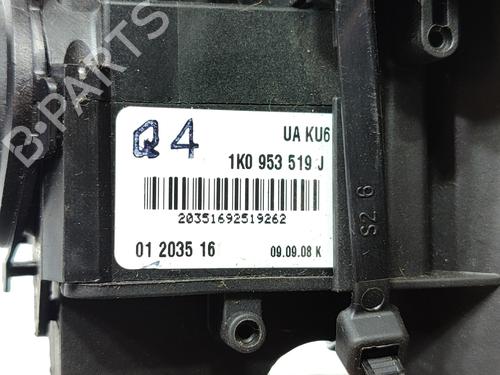 B-PARTS
Q4
UA KU6
1K0 953 519 J
20351692519262
01 2035 16
09.09.08 K
S2 6